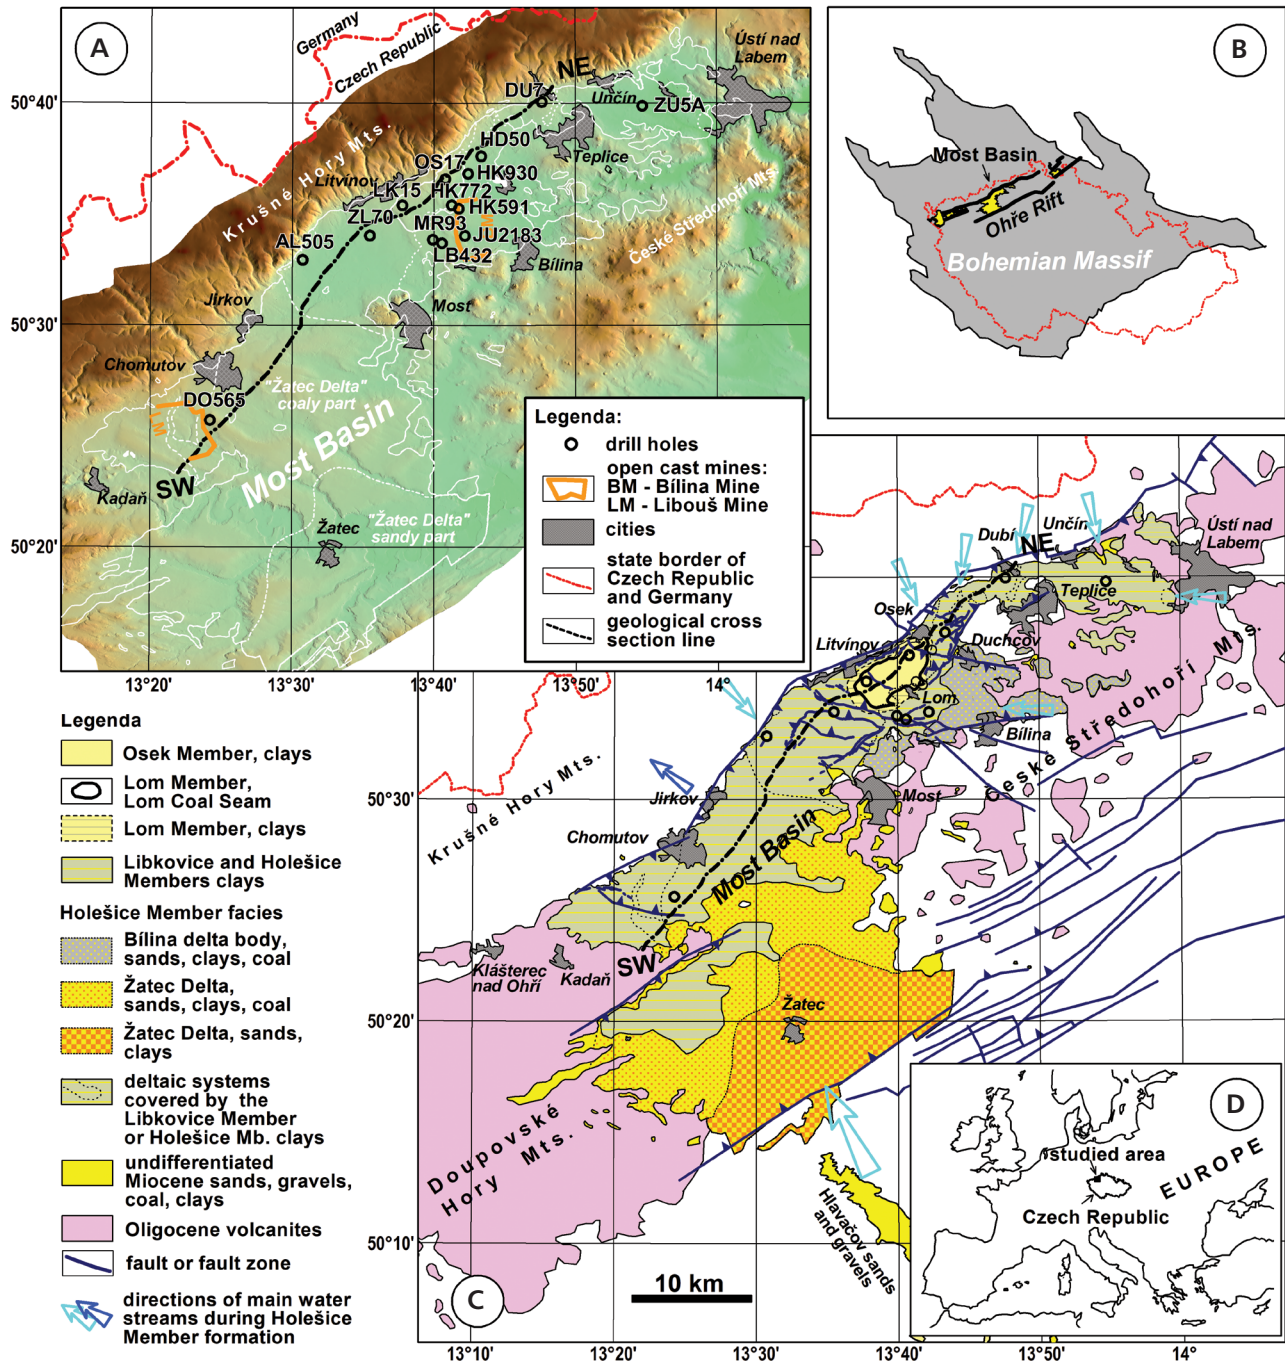 A
Germany
Czech Republic
Ústí nad
Labem
NE
DU7
Unčín
ZU5A
50°40'
HD50
Teplice
Krušné Hory Mts.
OS17
Litvínov
HK930
LK15
HK772
HK591
ZL70
MR93
BM
JU2183
AL505
LB432
Bílina
České Středohoří Mts.
Jirkov
Most
50°30'
Chomutov
"Žatec Delta"
coaly part
DO565
LM
Most Basin
SW
Kadaň
"Žatec Delta"
sandy part
Žatec
50°20'
13°20'
13°30'
13°40'
13°50'
14°
Legenda:
drill holes
open cast mines:
BM - Bílina Mine
LM - Libouš Mine
cities
state border of
Czech Republic
and Germany
geological cross
section line
B
Most Basin
Ohře Rift
Bohemian Massif
Legenda
Osek Member, clays
Lom Member,
Lom Coal Seam
Lom Member, clays
Libkovice and Holešice
Members clays
Holešice Member facies
Bílina delta body,
sands, clays, coal
Žatec Delta,
sands, clays, coal
Žatec Delta, sands,
clays
deltaic systems
covered by the
Libkovice Member
or Holešice Mb. clays
undifferentiated
Miocene sands, gravels,
coal, clays
Oligocene volcanites
fault or fault zone
directions of main water
streams during Holešice
Member formation
Unčín
Dubí
NE
Ústí nad
Labem
Teplice
Osek
Duchcov
Litvínov
Lom
Bílina
České Středohoří Mts.
Krušné Hory Mts.
50°30'
Jirkov
Most
Chomutov
Most Basin
SW
Klášterec
nad Ohří
Kadaň
Žatec
50°20'
Doupovské
Hory
Mts.
Hlavačov sands
and gravels
50°10'
C
10 km
13°10'
13°20'
13°30'
13°40'
13°50'
14°
D
studied area
EUROPE
Czech Republic